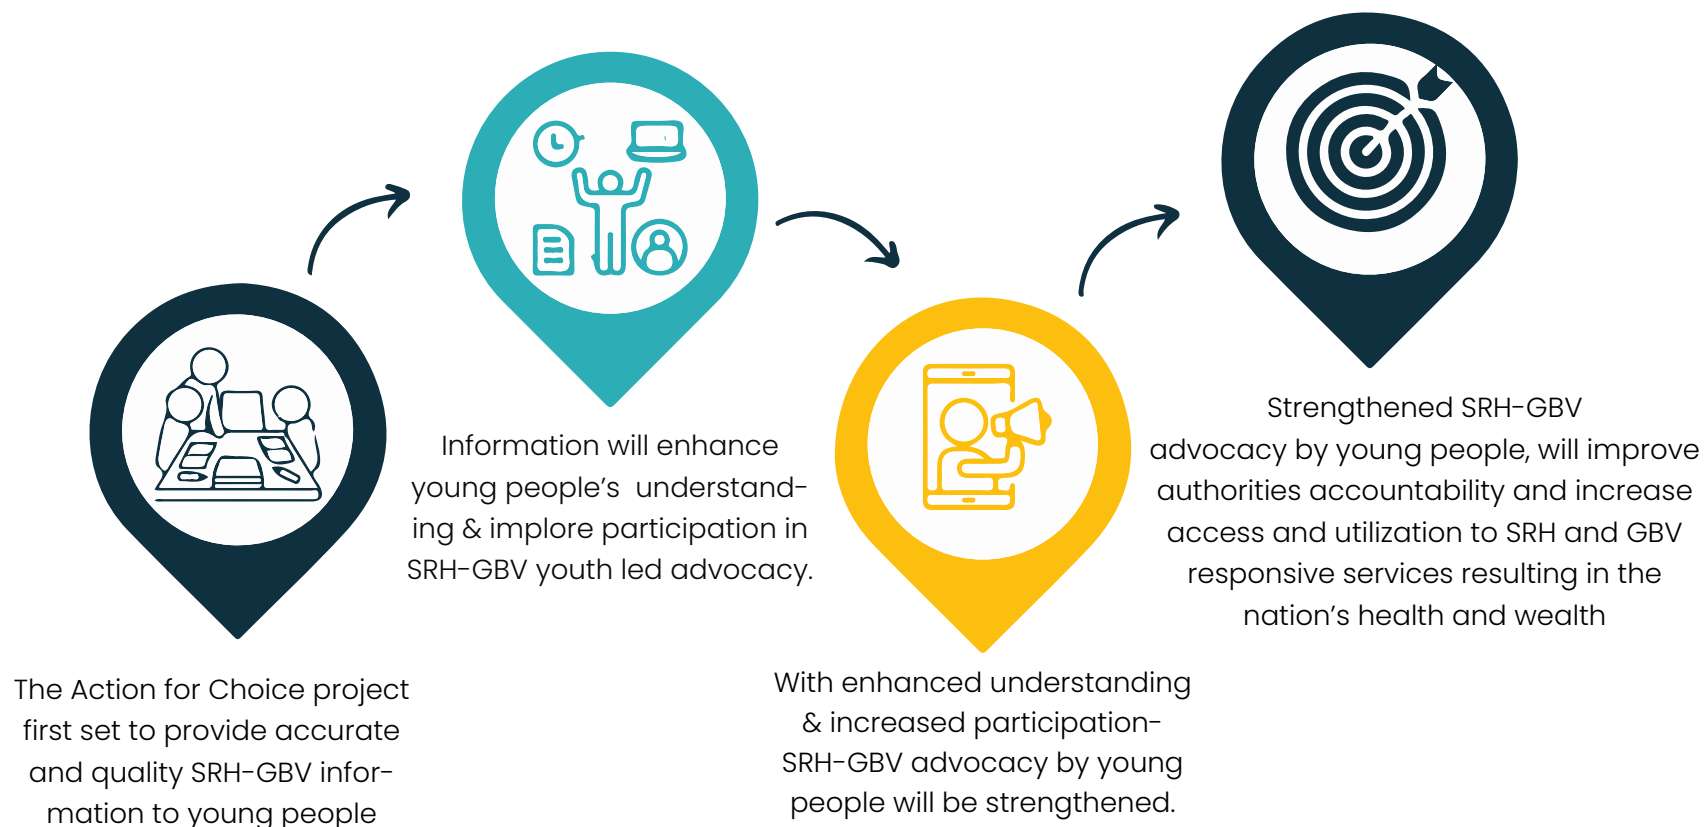 The Action for Choice project
first set to provide accurate
and quality SRH-GBV infor-
mation to young people
Information will enhance
young people’s  understand-
ing & implore participation in
SRH-GBV youth led advocacy.
With enhanced understanding
& increased participation-
SRH-GBV advocacy by young
people will be strengthened.
Strengthened SRH-GBV
advocacy by young people, will improve
authorities accountability and increase
access and utilization to SRH and GBV
responsive services resulting in the
nation’s health and wealth